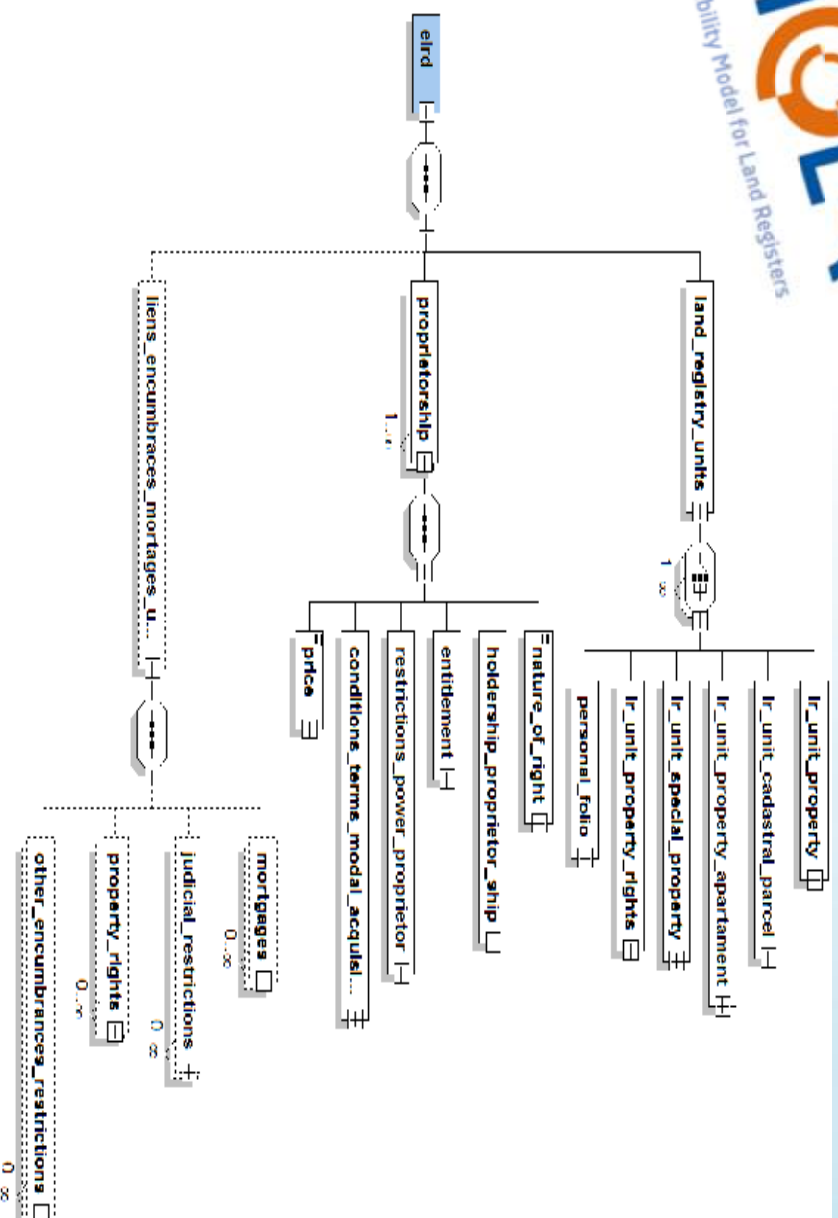 bility Model for Land Registers
elrd
land_registry_units
1..∞
lr_unit_property
lr_unit_cadastral_parcel
lr_unit_property_apartament
lr_unit_special_property
lr_unit_property_rights
personal_folio
proprietorship
1..∞
nature_of_right
holdership_proprietor_ship
entitlement
restrictions_power_proprietor
conditions_terms_modal_acquisi...
price
liens_encumbraces_mortages_u...
mortgages
0..∞
judicial_restrictions
0..∞
property_rights
0..∞
other_encumbrances_restrictions
0..∞